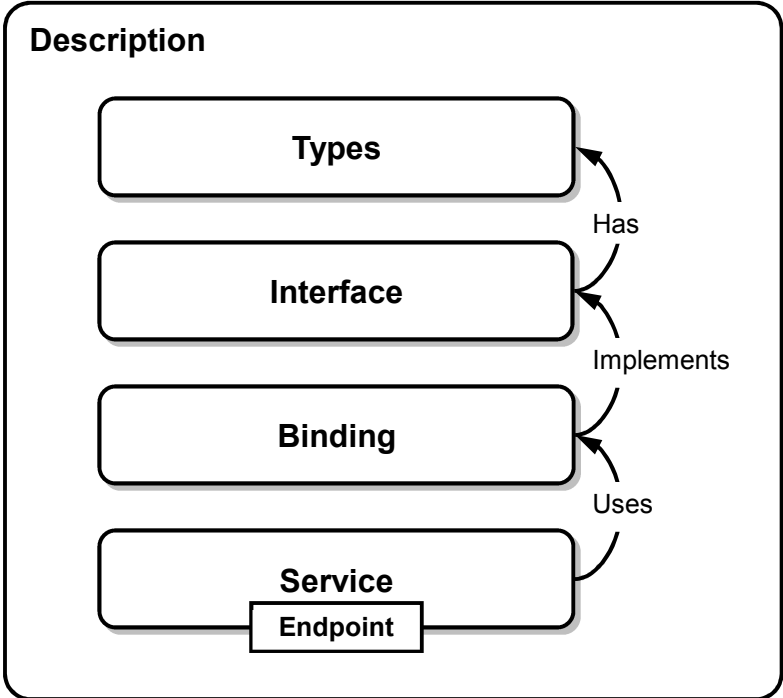 Description
Types
Has
Interface
Implements
Binding
Uses
Service
Endpoint